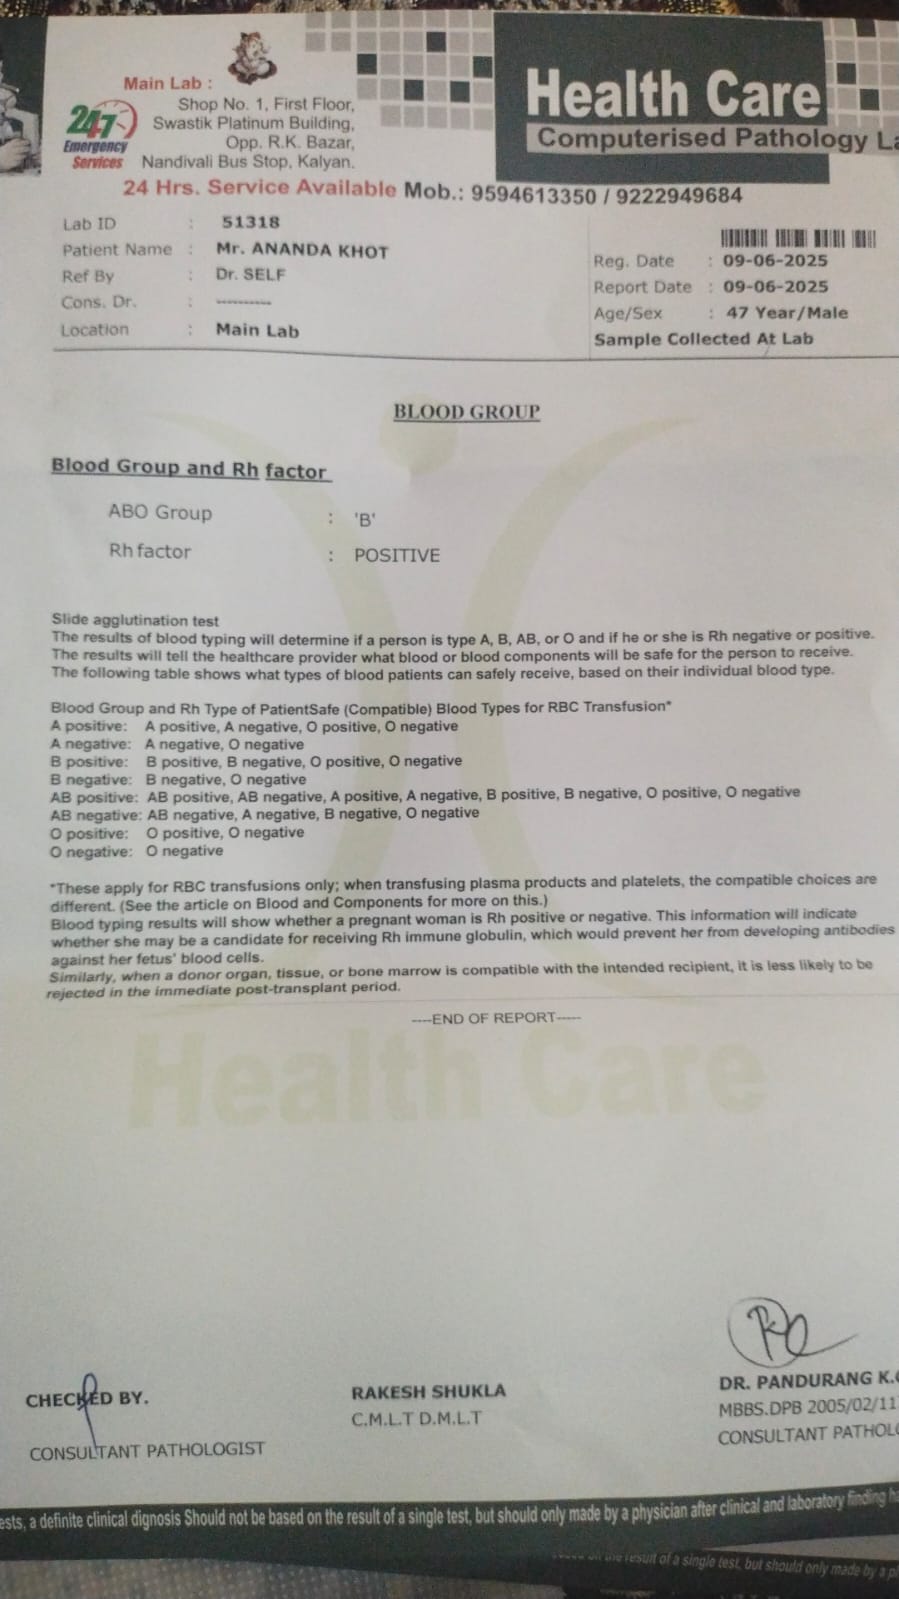 Main Lab :
Shop No. 1, First Floor,
Swastik Platinum Building,
Opp. R.K. Bazar,
Nandivali Bus Stop, Kalyan.
24•7
Emergency
Services
Health Care
Computerised Pathology
24 Hrs. Service Available Mob.: 9594613350 / 9222949684
Lab ID : 51318
Patient Name : Mr. ANANDA KHOT
Ref By : Dr. SELF
Cons. Dr. : ----------
Location : Main Lab
Reg. Date : 09-06-2025
Report Date : 09-06-2025
Age/Sex : 47 Year/Male
Sample Collected At Lab
BLOOD GROUP
Blood Group and Rh factor
ABO Group : 'B'
Rh factor : POSITIVE
Slide agglutination test
The results of blood typing will determine if a person is type A, B, AB, or O and if he or she is Rh negative or positive.
The results will tell the healthcare provider what blood or blood components will be safe for the person to receive.
The following table shows what types of blood patients can safely receive, based on their individual blood type.
Blood Group and Rh Type of PatientSafe (Compatible) Blood Types for RBC Transfusion*
A positive: A positive, A negative, O positive, O negative
A negative: A negative, O negative
B positive: B positive, B negative, O positive, O negative
B negative: B negative, O negative
AB positive: AB positive, AB negative, A positive, A negative, B positive, B negative, O positive, O negative
AB negative: AB negative, A negative, B negative, O negative
O positive: O positive, O negative
O negative: O negative
*These apply for RBC transfusions only; when transfusing plasma products and platelets, the compatible choices are
different. (See the article on Blood and Components for more on this.)
Blood typing results will show whether a pregnant woman is Rh positive or negative. This information will indicate
whether she may be a candidate for receiving Rh immune globulin, which would prevent her from developing antibodies
against her fetus' blood cells.
Similarly, when a donor organ, tissue, or bone marrow is compatible with the intended recipient, it is less likely to be
rejected in the immediate post-transplant period.
----END OF REPORT-----
Health Care
CHECKED BY.
CONSULTANT PATHOLOGIST
RAKESH SHUKLA
C.M.L.T D.M.L.T
DR. PANDURANG K.
MBBS.DPB 2005/02/11
CONSULTANT
a definite clinical dignosis Should not be based on the result of a single test, but should only made by a physician after clinical and laboratory finding
result of a single test, but should only made by a